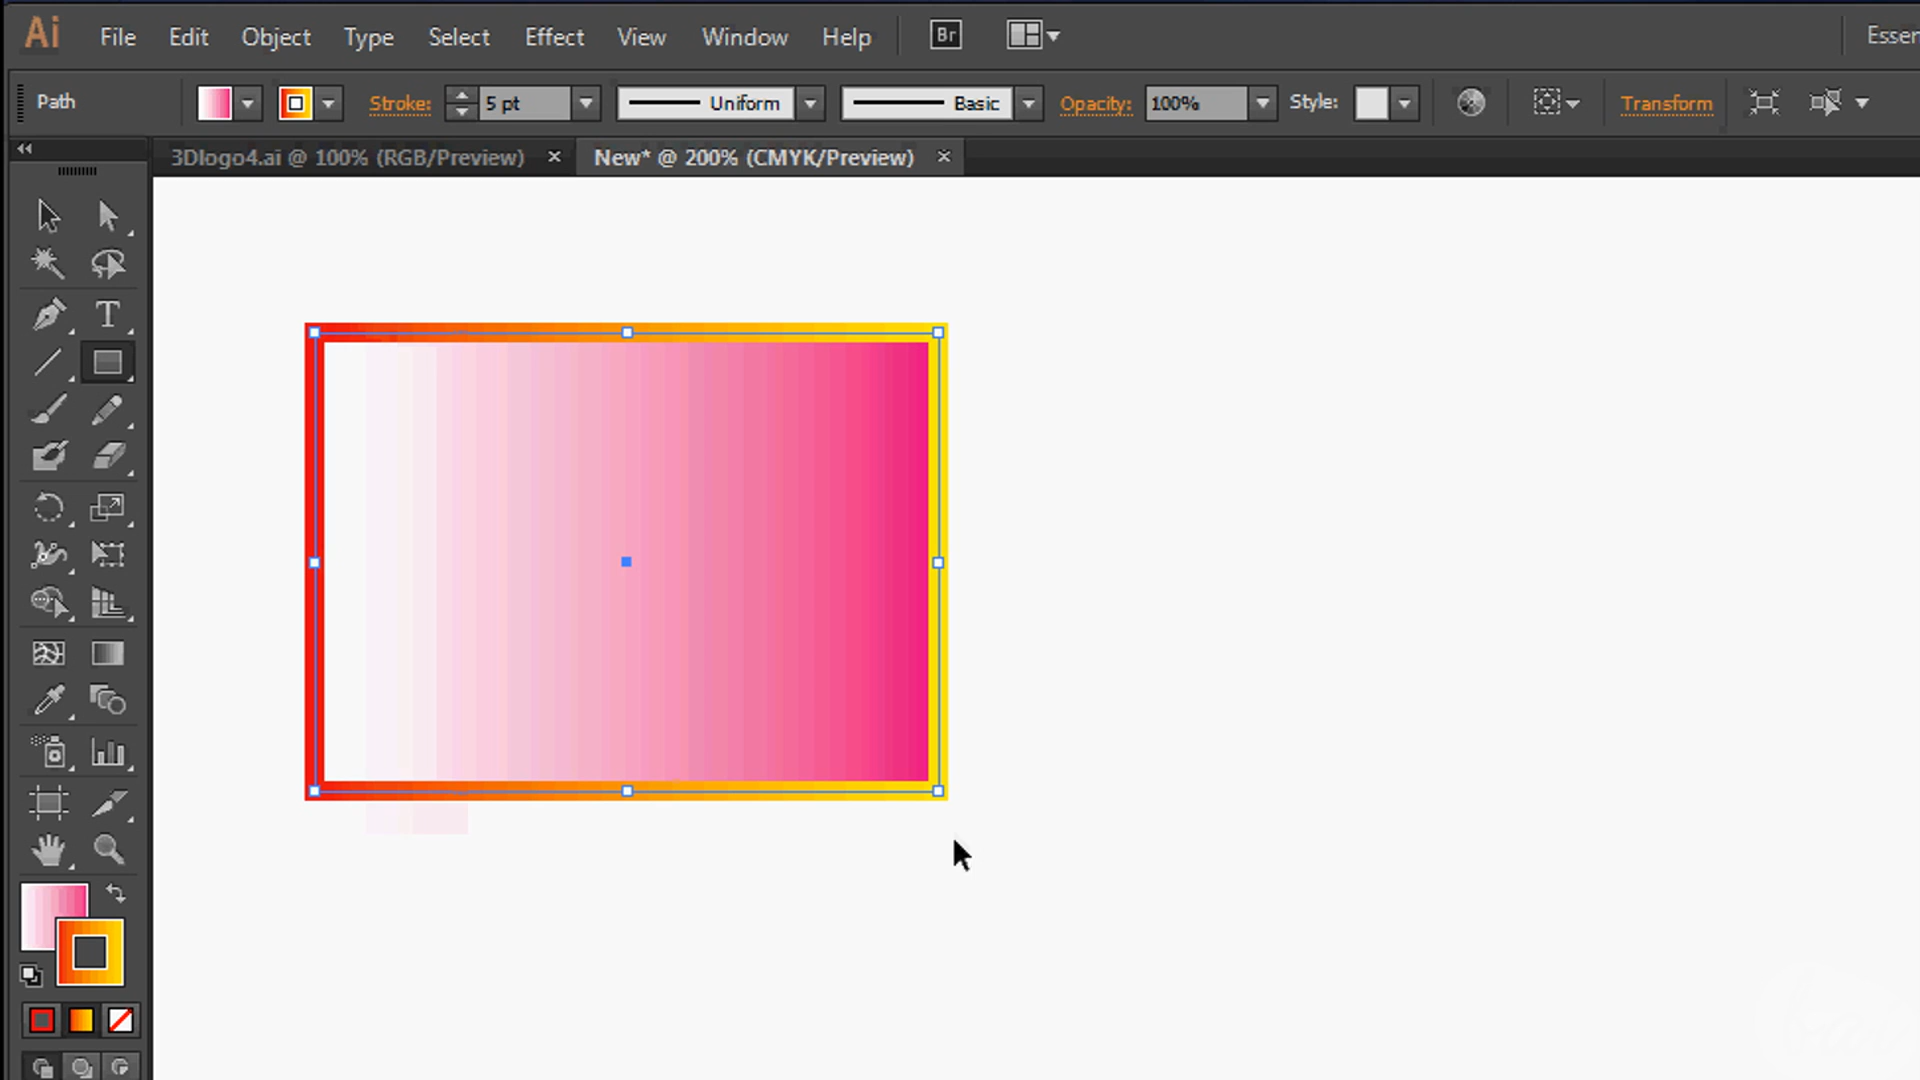 Ai File Edit Object Type Select Effect View Window Help Br Essen
Path Stroke: 5 pt Uniform Basic Opacity: 100% Style: Transform
3Dlogo4.ai @ 100% (RGB/Preview) × New* @ 200% (CMYK/Preview) ×
T